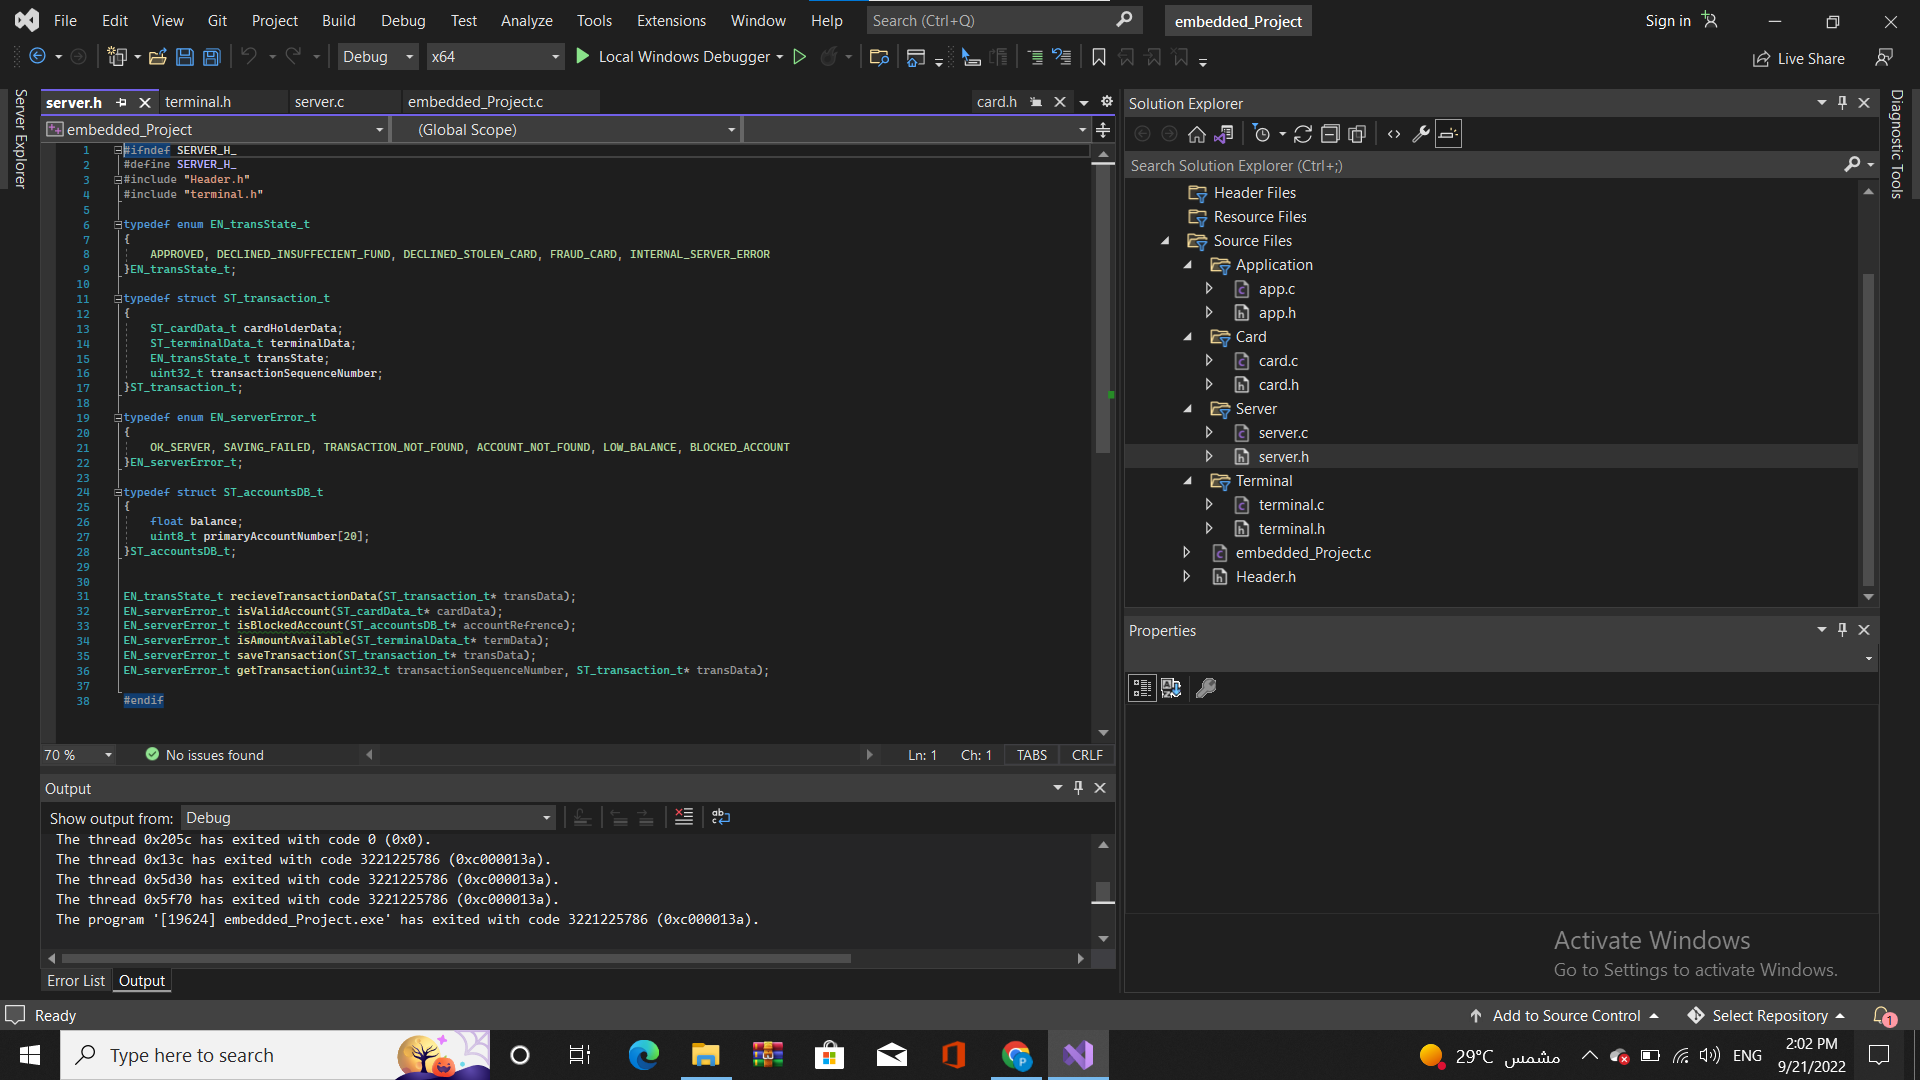 File Edit View Git Project Build Debug Test Analyze Tools Extensions Window Help Search (Ctrl+Q) embedded_Project Sign in
Debug x64 Local Windows Debugger Live Share
Server Explorer
server.h terminal.h server.c embedded_Project.c card.h
embedded_Project (Global Scope)
1 #ifndef SERVER_H_
2 #define SERVER_H_
3 #include "Header.h"
4 #include "terminal.h"
5
6 typedef enum EN_transState_t
7 {
8 APPROVED, DECLINED_INSUFFECIENT_FUND, DECLINED_STOLEN_CARD, FRAUD_CARD, INTERNAL_SERVER_ERROR
9 }EN_transState_t;
10
11 typedef struct ST_transaction_t
12 {
13 ST_cardData_t cardHolderData;
14 ST_terminalData_t terminalData;
15 EN_transState_t transState;
16 uint32_t transactionSequenceNumber;
17 }ST_transaction_t;
18
19 typedef enum EN_serverError_t
20 {
21 OK_SERVER, SAVING_FAILED, TRANSACTION_NOT_FOUND, ACCOUNT_NOT_FOUND, LOW_BALANCE, BLOCKED_ACCOUNT
22 }EN_serverError_t;
23
24 typedef struct ST_accountsDB_t
25 {
26 float balance;
27 uint8_t primaryAccountNumber[20];
28 }ST_accountsDB_t;
29
30
31 EN_transState_t recieveTransactionData(ST_transaction_t* transData);
32 EN_serverError_t isValidAccount(ST_cardData_t* cardData);
33 EN_serverError_t isBlockedAccount(ST_accountsDB_t* accountRefrence);
34 EN_serverError_t isAmountAvailable(ST_terminalData_t* termData);
35 EN_serverError_t saveTransaction(ST_transaction_t* transData);
36 EN_serverError_t getTransaction(uint32_t transactionSequenceNumber, ST_transaction_t* transData);
37
38 #endif
70 % No issues found Ln: 1 Ch: 1 TABS CRLF
Output
Show output from: Debug
The thread 0x205c has exited with code 0 (0x0).
The thread 0x13c has exited with code 3221225786 (0xc000013a).
The thread 0x5d30 has exited with code 3221225786 (0xc000013a).
The thread 0x5f70 has exited with code 3221225786 (0xc000013a).
The program '[19624] embedded_Project.exe' has exited with code 3221225786 (0xc000013a).
Error List Output
Solution Explorer
Search Solution Explorer (Ctrl+;)
Header Files
Resource Files
Source Files
Application
app.c
app.h
Card
card.c
card.h
Server
server.c
server.h
Terminal
terminal.c
terminal.h
embedded_Project.c
Header.h
Properties
Diagnostic Tools
Activate Windows
Go to Settings to activate Windows.
Ready Add to Source Control Select Repository 1
Type here to search 29°C مشمس ENG 2:02 PM
9/21/2022